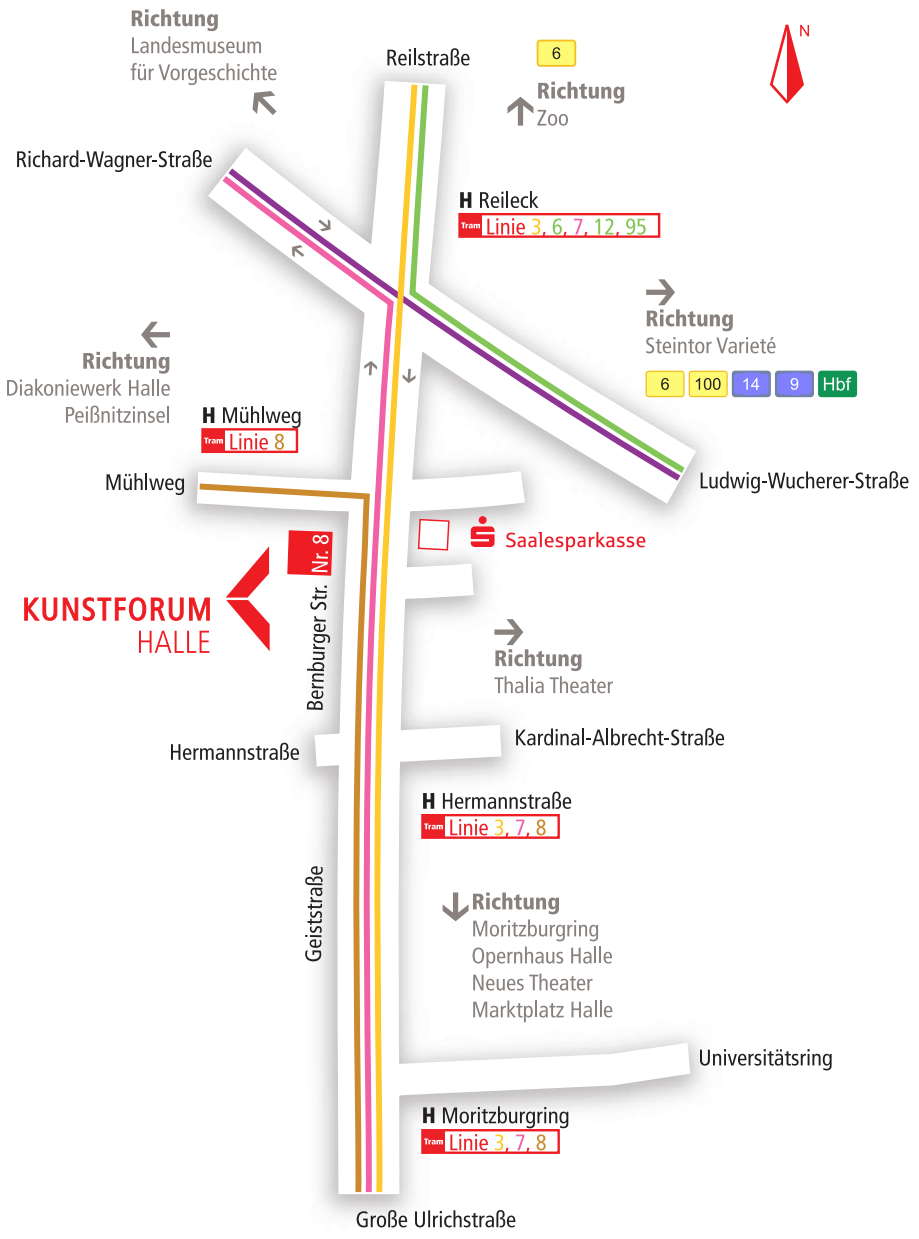 Richtung
Landesmuseum
für Vorgeschichte
Reilstraße
6
Richtung
Zoo
N
Richard-Wagner-Straße
H Reileck
Tram Linie 3, 6, 7, 12, 95
Richtung
Steintor Varieté
6 100 14 9 Hbf
Richtung
Diakoniewerk Halle
Peißnitzinsel
H Mühlweg
Tram Linie 8
Mühlweg
Ludwig-Wucherer-Straße
Nr. 8
Saalesparkasse
KUNSTFORUM
HALLE
Bernburger Str.
Richtung
Thalia Theater
Hermannstraße
Kardinal-Albrecht-Straße
H Hermannstraße
Tram Linie 3, 7, 8
Geiststraße
Richtung
Moritzburgring
Opernhaus Halle
Neues Theater
Marktplatz Halle
Universitätsring
H Moritzburgring
Tram Linie 3, 7, 8
Große Ulrichstraße